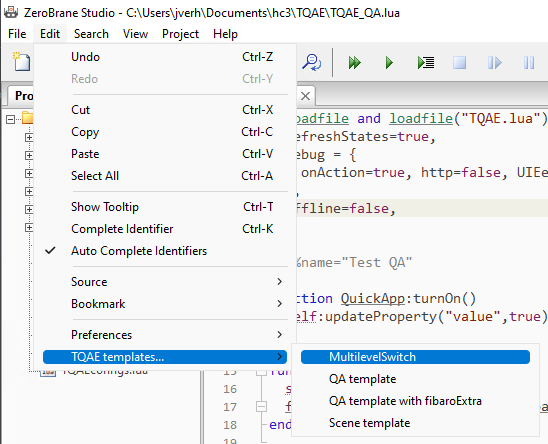 ZeroBrane Studio - C:\Users\jverh\Documents\hc3\TQAE\TQAE_QA.lua
File Edit Search View Project Help
Undo Ctrl-Z
Redo Ctrl-Y
Cut Ctrl-X
Copy Ctrl-C
Paste Ctrl-V
Select All Ctrl-A
Show Tooltip Ctrl-T
Complete Identifier Ctrl-K
Auto Complete Identifiers
Source
Bookmark
Preferences
TQAE templates...
MultilevelSwitch
QA template
QA template with fibaroExtra
Scene template
Pro
oadfile and loadfile("TQAE.lua")
efreshStates=true,
ebug = {
onAction=true, http=false, UIEe
,
ffline=false,
%name="Test QA"
ction QuickApp:turnOn()
elf:updateProperty("value",true)
16 s
17 f
18 end